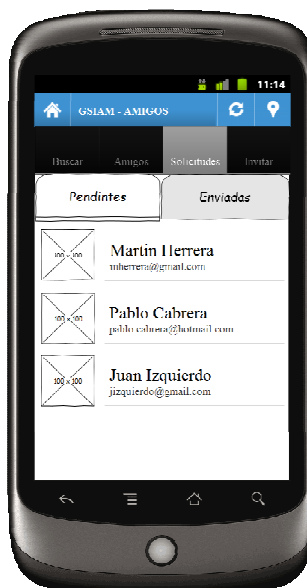 11:14
GSIAM - AMIGOS
Buscar Amigos Solicitudes Invitar
Pendintes Enviadas
100 x 100
Martín Herrera
mherrera@gmail.com
100 x 100
Pablo Cabrera
pablo.cabrera@hotmail.com
100 x 100
Juan Izquierdo
jizquierdo@gmail.com